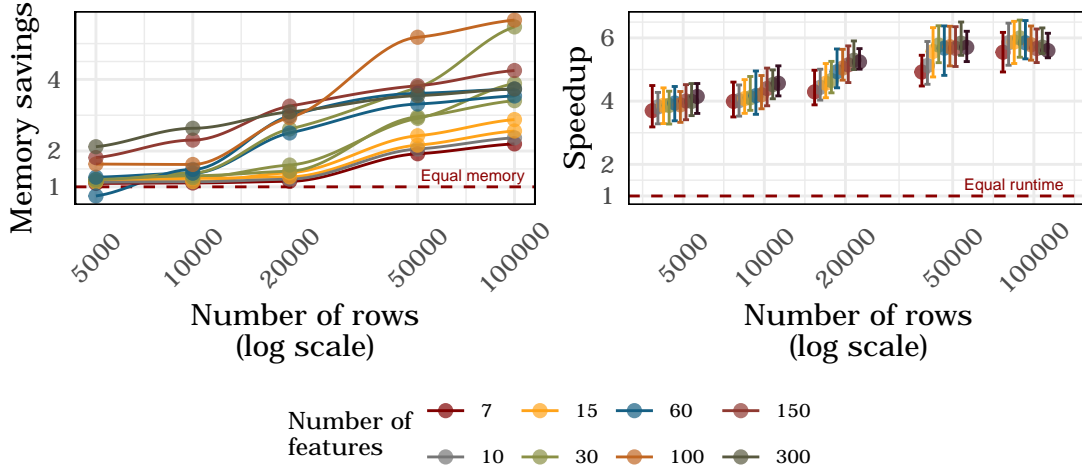 Memory savings
4
2
1
Equal memory
5000
10000
20000
50000
100000
Number of rows
(log scale)
Speedup
6
4
2
1
Equal runtime
5000
10000
20000
50000
100000
Number of rows
(log scale)
Number of
features
7
15
60
150
10
30
100
300